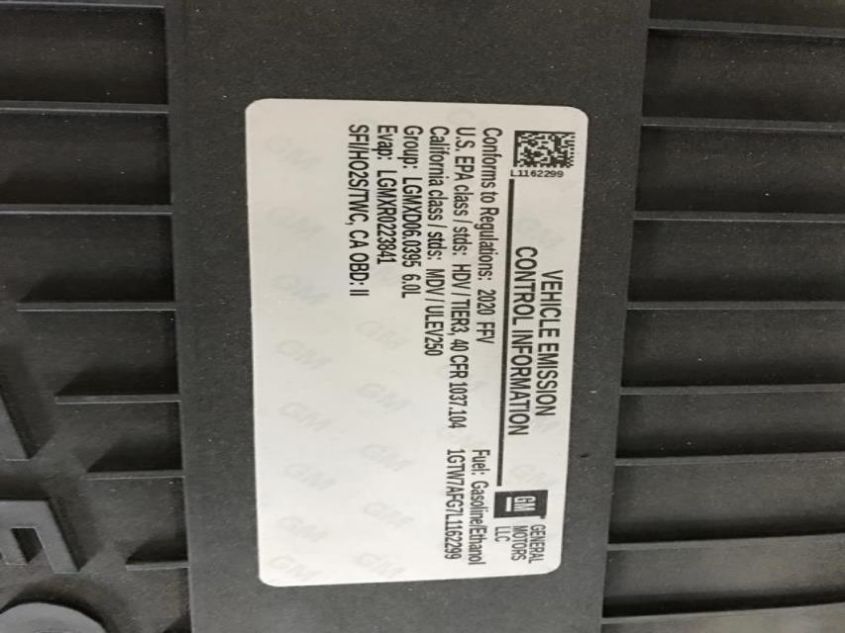 L1162299
VEHICLE EMISSION
CONTROL INFORMATION
GM
GENERAL
MOTORS
LLC
Conforms to Regulations: 2020 FFV
Fuel: Gasoline/Ethanol
U.S. EPA class / stds: HDV / TIER3, 40 CFR 1037.104
1GTW7AFG7L1162299
California class / stds: MDV / ULEV250
Group: LGMXD06.0395 6.0L
Evap: LGMXR0223841
SFI/HO2S/TWC, CA OBD: II